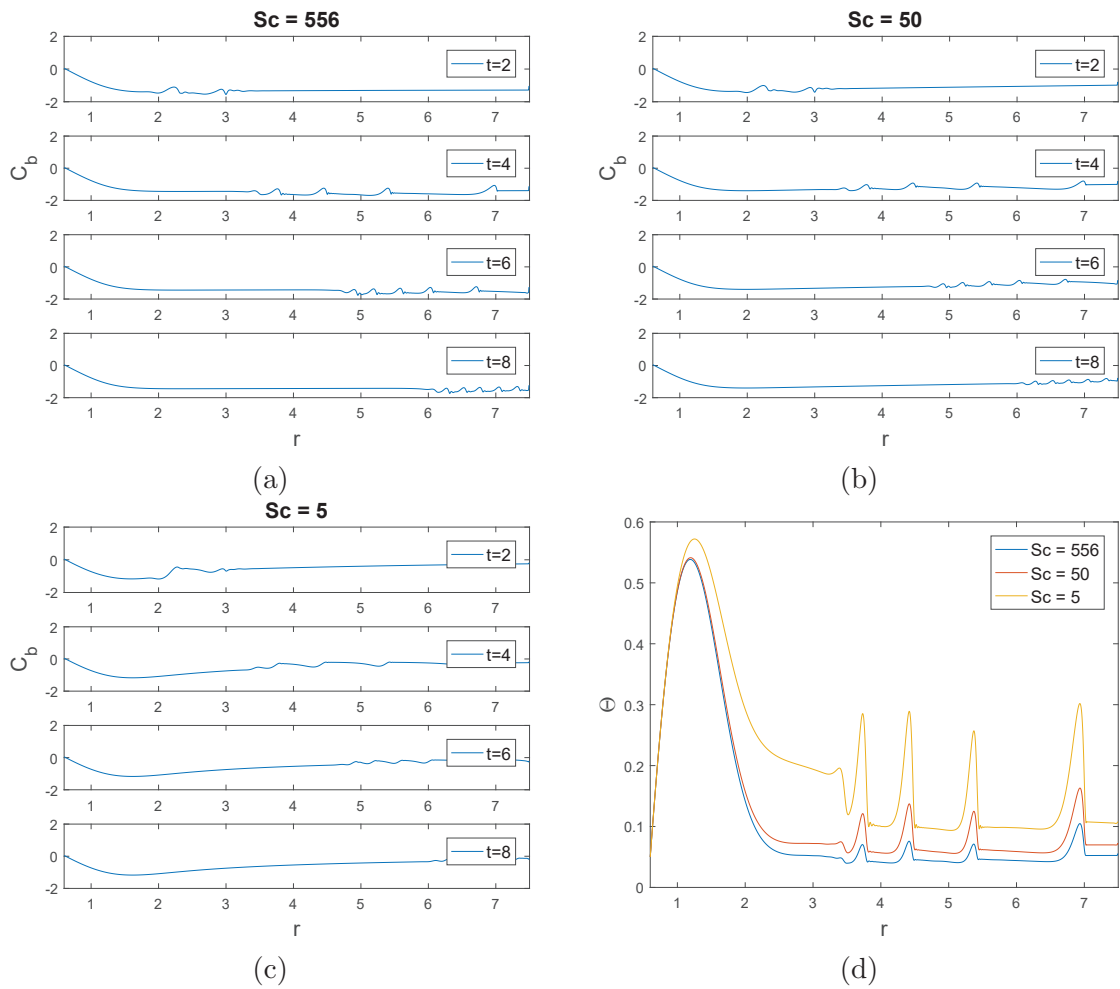 Sc = 556
2
0
-2
t=2
1 2 3 4 5 6 7
2
0
-2
C_b
t=4
1 2 3 4 5 6 7
2
0
-2
t=6
1 2 3 4 5 6 7
2
0
-2
t=8
1 2 3 4 5 6 7
r
(a)
Sc = 50
2
0
-2
t=2
1 2 3 4 5 6 7
2
0
-2
C_b
t=4
1 2 3 4 5 6 7
2
0
-2
t=6
1 2 3 4 5 6 7
2
0
-2
t=8
1 2 3 4 5 6 7
r
(b)
Sc = 5
2
0
-2
t=2
1 2 3 4 5 6 7
2
0
-2
C_b
t=4
1 2 3 4 5 6 7
2
0
-2
t=6
1 2 3 4 5 6 7
2
0
-2
t=8
1 2 3 4 5 6 7
r
(c)
0.6
0.5
0.4
0.3
0.2
0.1
0
Θ
Sc = 556
Sc = 50
Sc = 5
1 2 3 4 5 6 7
r
(d)